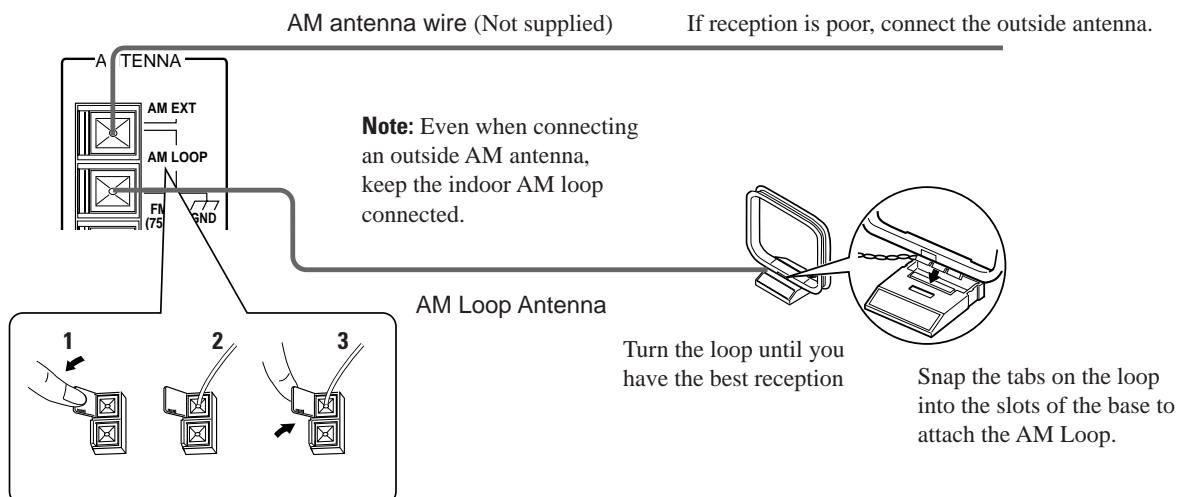 AM antenna wire (Not supplied)
If reception is poor, connect the outside antenna.
A TENNA
AM EXT
AM LOOP
FM
(75
GND
Note: Even when connecting
an outside AM antenna,
keep the indoor AM loop
connected.
AM Loop Antenna
1
2
3
Turn the loop until you
have the best reception
Snap the tabs on the loop
into the slots of the base to
attach the AM Loop.